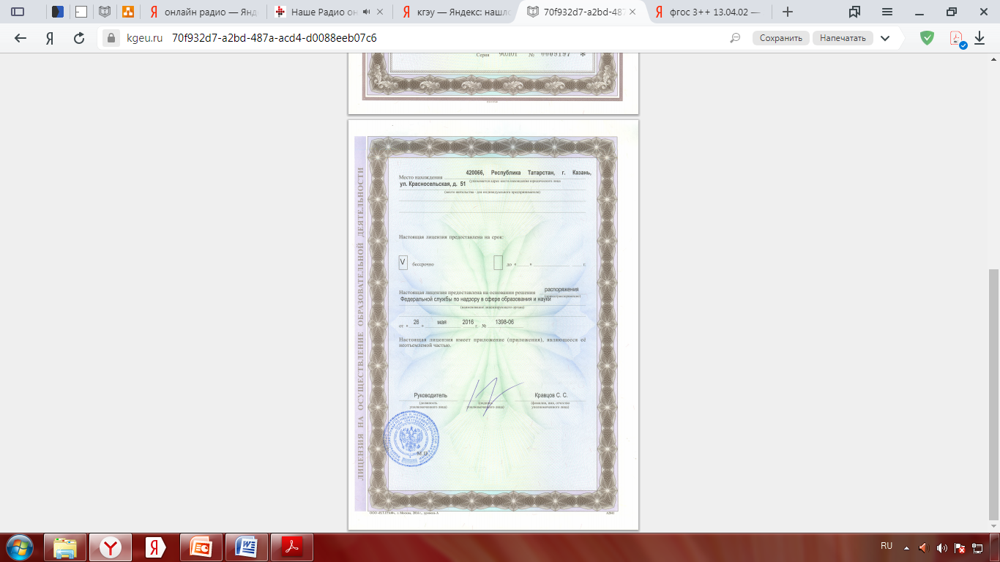 онлайн радио — Янд
Наше Радио он
кгэу — Яндекс: нашло
70f932d7-a2bd-487
фгос 3++ 13.04.02 —
kgeu.ru 70f932d7-a2bd-487a-acd4-d0088eeb07c6
Сохранить
Напечатать
Серия 90Л01 № 0009197 *
ЛИЦЕНЗИЯ НА ОСУЩЕСТВЛЕНИЕ ОБРАЗОВАТЕЛЬНОЙ ДЕЯТЕЛЬНОСТИ
Место нахождения 420066, Республика Татарстан, г. Казань,
(указывается адрес места нахождения юридического лица
ул. Красносельская, д. 51
(место жительства - для индивидуального предпринимателя)
Настоящая лицензия предоставлена на срок:
V бессрочно до « » г.
Настоящая лицензия предоставлена на основании решения распоряжения
(приказ/распоряжение)
Федеральной службы по надзору в сфере образования и науки
(наименование лицензирующего органа)
от « 26 » мая 2016 г. № 1398-06
Настоящая лицензия имеет приложение (приложения), являющееся её
неотъемлемой частью.
Руководитель Кравцов С. С.
(должность (подпись (фамилия, имя, отчество
уполномоченного лица) уполномоченного лица) уполномоченного лица)
М.П.
ООО «Н.Т.ГРАФ», г. Москва, 2014 г., уровень А
RU